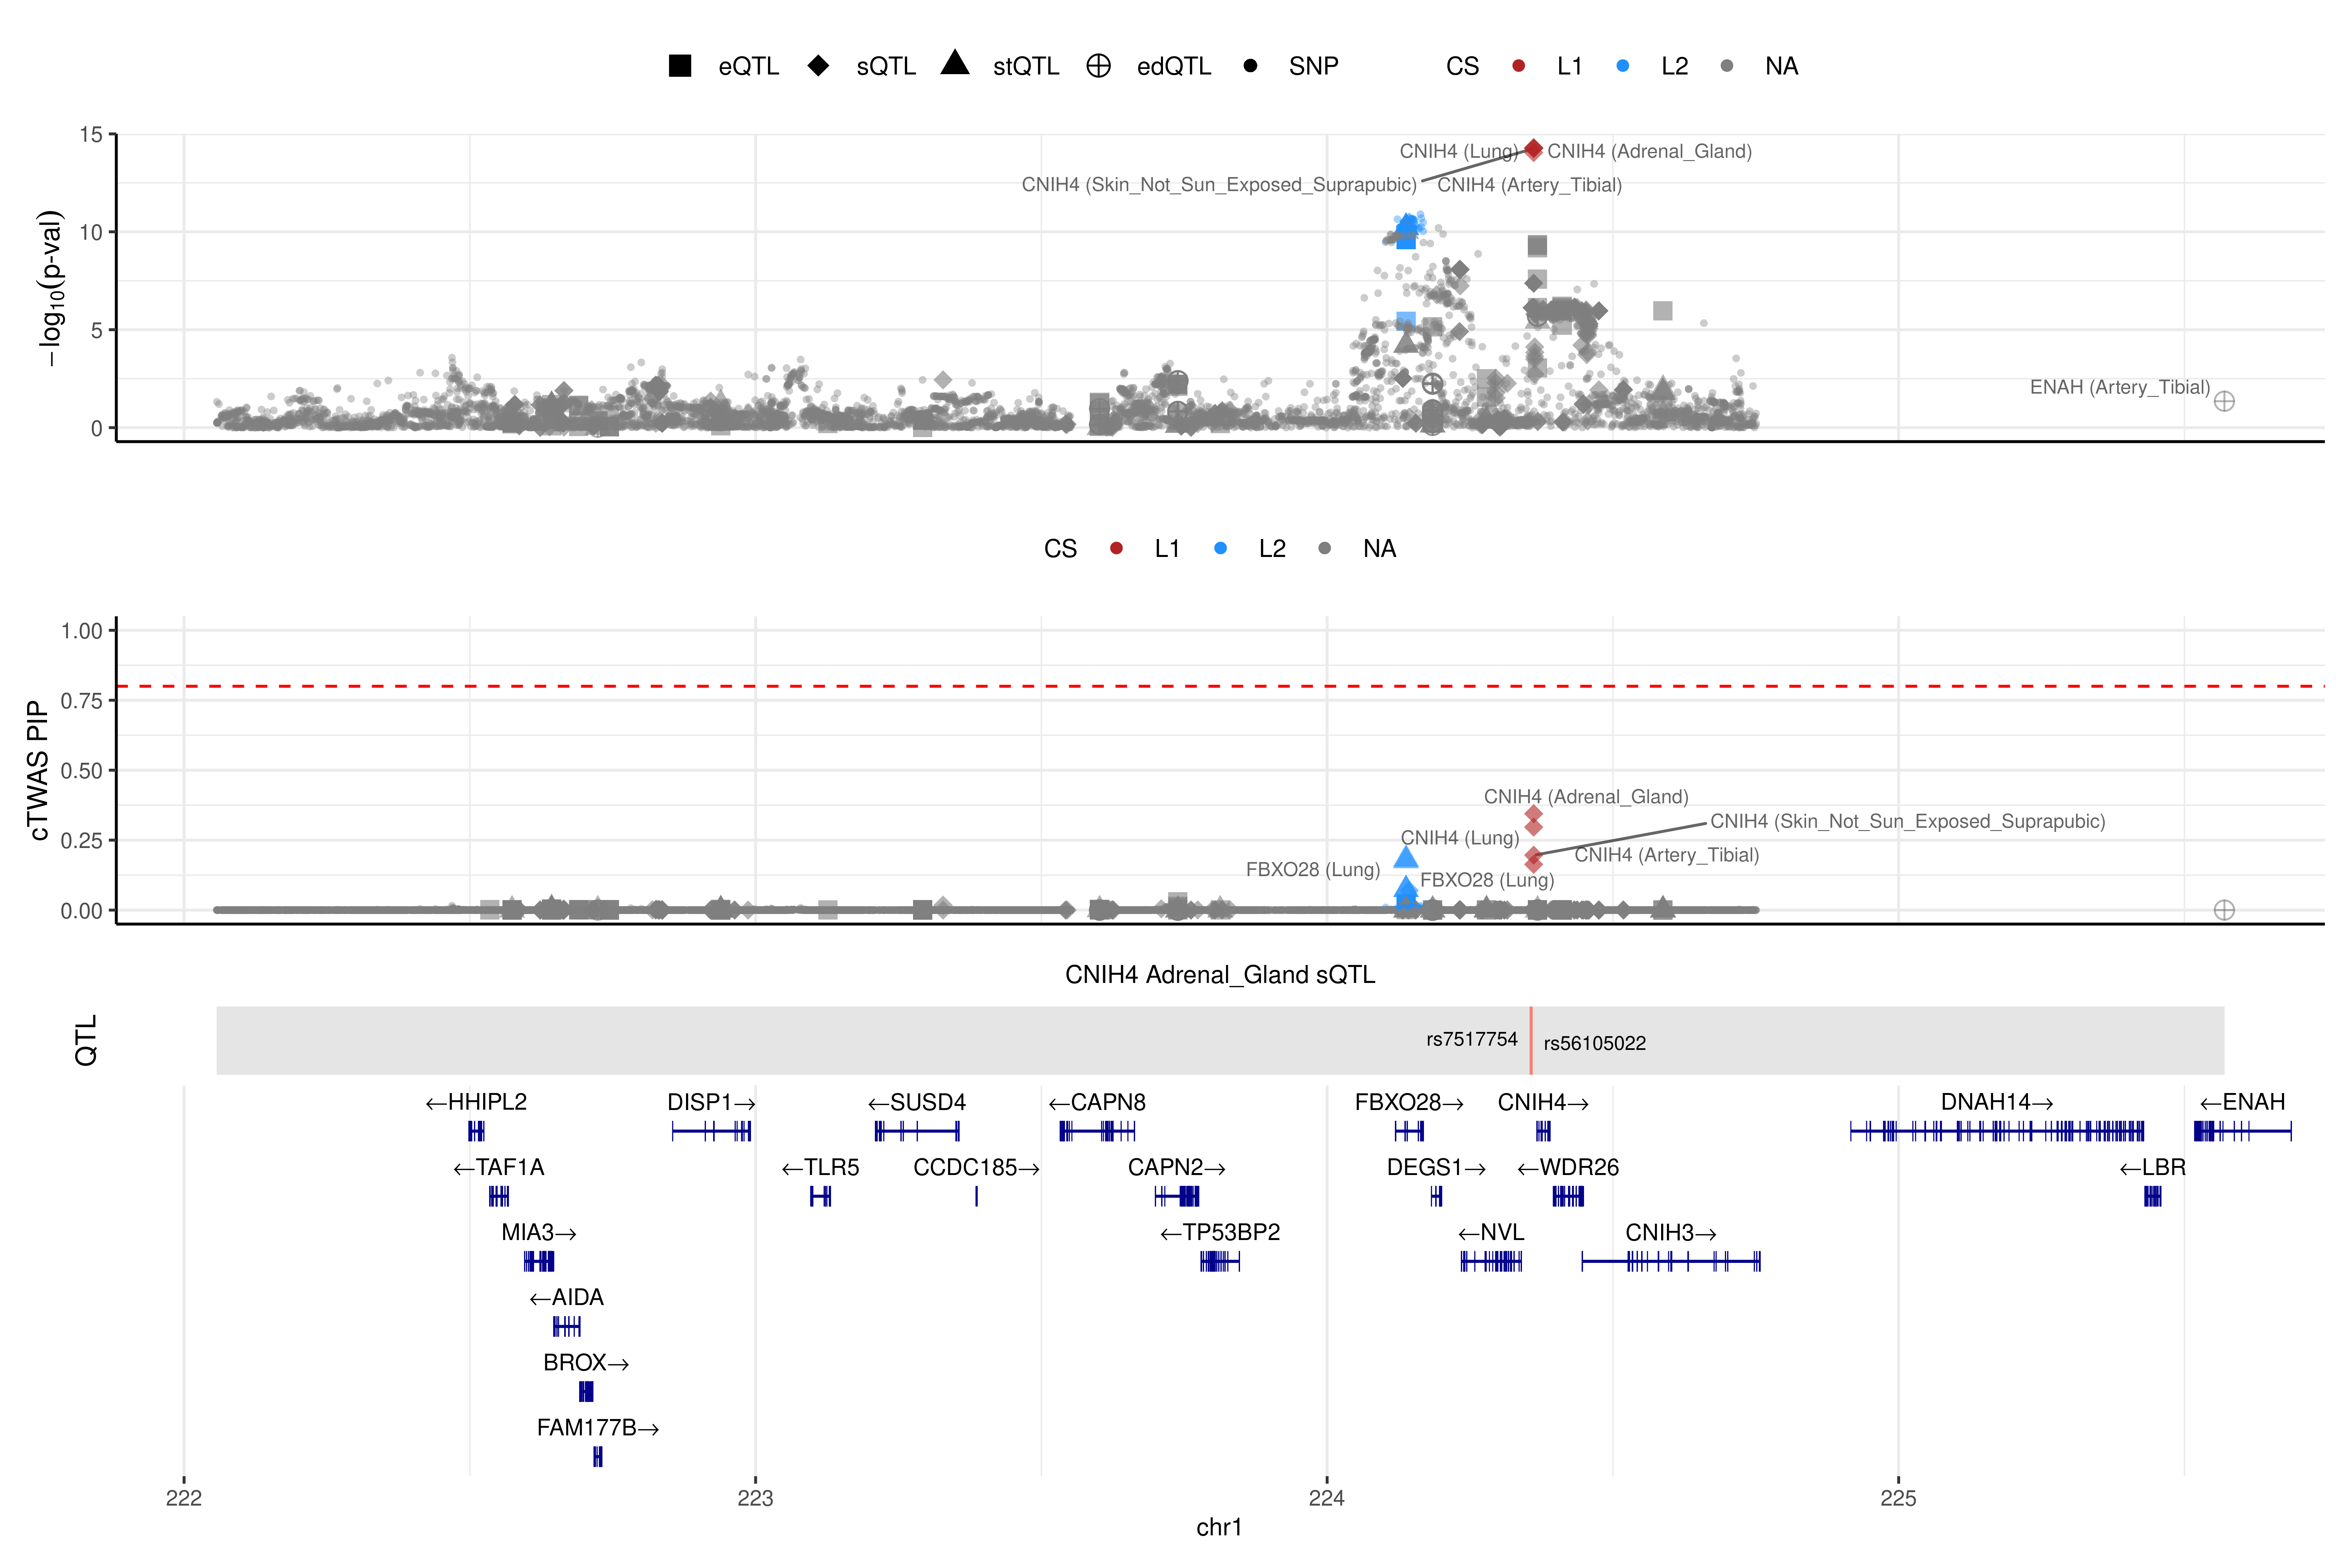 eQTL sQTL stQTL edQTL SNP CS L1 L2 NA
15
CNIH4 (Lung) CNIH4 (Adrenal_Gland)
CNIH4 (Skin_Not_Sun_Exposed_Suprapubic) CNIH4 (Artery_Tibial)
10
−log10(p-val)
5
ENAH (Artery_Tibial)
0
CS L1 L2 NA
1.00
0.75
cTWAS PIP
0.50
CNIH4 (Adrenal_Gland)
CNIH4 (Skin_Not_Sun_Exposed_Suprapubic)
0.25
CNIH4 (Lung)
CNIH4 (Artery_Tibial)
FBXO28 (Lung)
FBXO28 (Lung)
0.00
CNIH4 Adrenal_Gland sQTL
QTL
rs7517754 rs56105022
←HHIPL2 DISP1→ ←SUSD4 ←CAPN8 FBXO28→ CNIH4→ DNAH14→ ←ENAH
←TAF1A ←TLR5 CCDC185→ CAPN2→ DEGS1→ ←WDR26 ←LBR
MIA3→ ←TP53BP2 ←NVL CNIH3→
←AIDA
BROX→
FAM177B→
222 223 224 225
chr1